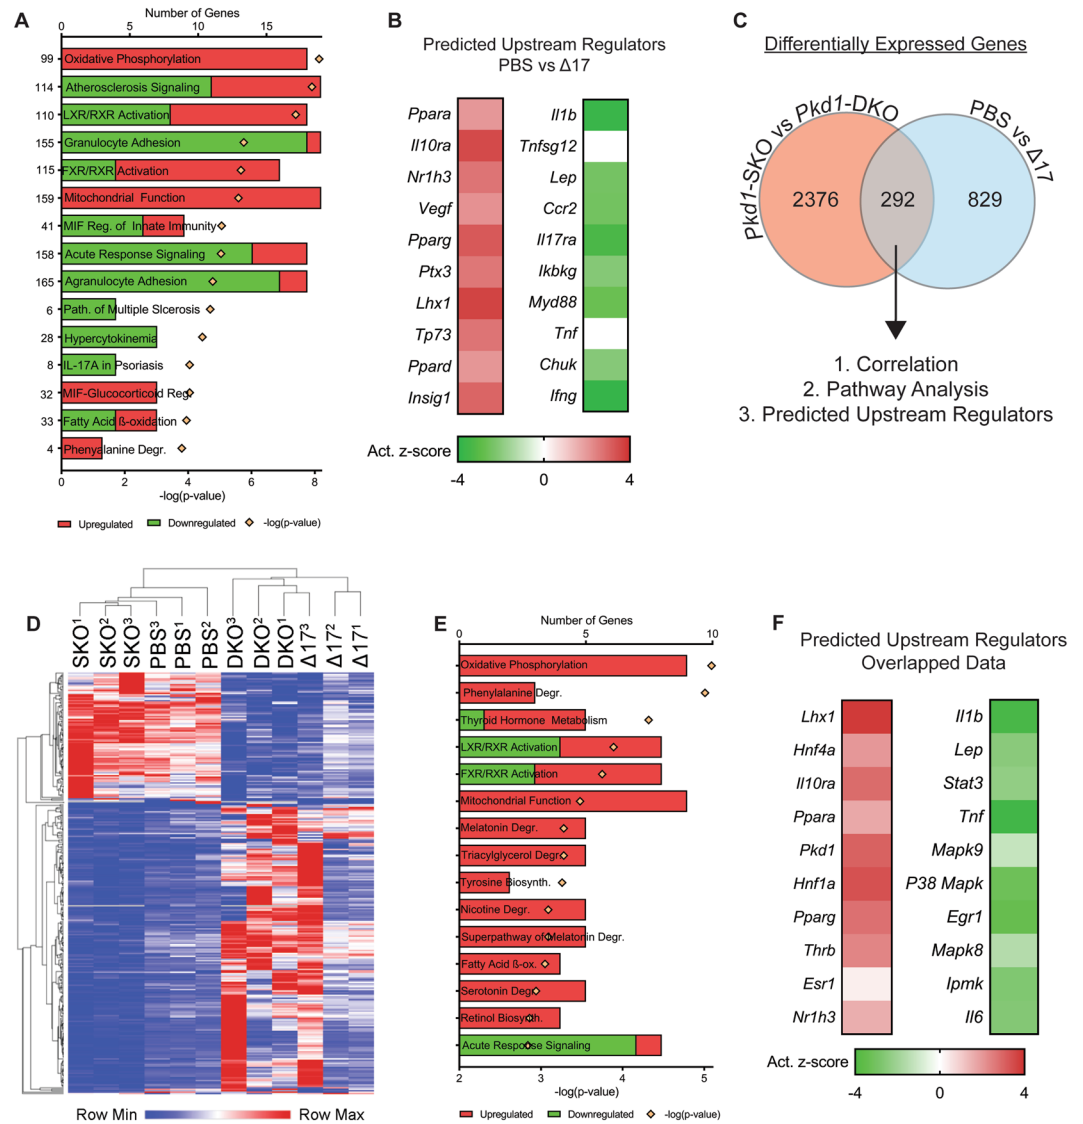 A
Number of Genes
0 5 10 15
99 Oxidative Phosphorylation
114 Atherosclerosis Signaling
110 LXR/RXR Activation
155 Granulocyte Adhesion
115 FXR/RXR Activation
159 Mitochondrial Function
41 MIF Reg. of Innate Immunity
158 Acute Response Signaling
165 Agranulocyte Adhesion
6 Path. of Multiple Slcerosis
28 Hypercytokinemia
8 IL-17A in Psoriasis
32 MIF-Glucocorticoid Reg.
33 Fatty Acid ß-oxidation
4 Phenyalanine Degr.
0 2 4 6 8
-log(p-value)
Upregulated Downregulated -log(p-value)
B
Predicted Upstream Regulators
PBS vs Δ17
Ppara Il1b
Il10ra Tnfsg12
Nr1h3 Lep
Vegf Ccr2
Pparg Il17ra
Ptx3 Ikbkg
Lhx1 Myd88
Tp73 Tnf
Ppard Chuk
Insig1 Ifng
Act. z-score
-4 0 4
C
Differentially Expressed Genes
Pkd1-SKO vs Pkd1-DKO
PBS vs Δ17
2376 292 829
1. Correlation
2. Pathway Analysis
3. Predicted Upstream Regulators
D
SKO1 SKO2 SKO3 PBS3 PBS1 PBS2 DKO3 DKO2 DKO1 Δ173 Δ172 Δ171
Row Min Row Max
E
Number of Genes
0 5 10
Oxidative Phosphorylation
Phenylalanine Degr.
Thyroid Hormone Metabolism
LXR/RXR Activation
FXR/RXR Activation
Mitochondrial Function
Melatonin Degr.
Triacylglycerol Degr.
Tyrosine Biosynth.
Nicotine Degr.
Superpathway of Melatonin Degr.
Fatty Acid ß-ox.
Serotonin Degr.
Retinol Biosynth.
Acute Response Signaling
2 3 4 5
-log(p-value)
Upregulated Downregulated -log(p-value)
F
Predicted Upstream Regulators
Overlapped Data
Lhx1 Il1b
Hnf4a Lep
Il10ra Stat3
Ppara Tnf
Pkd1 Mapk9
Hnf1a P38 Mapk
Pparg Egr1
Thrb Mapk8
Esr1 Ipmk
Nr1h3 Il6
Act. z-score
-4 0 4